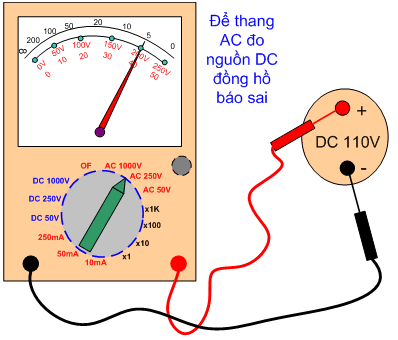 Để thang
AC đo
nguồn DC
đồng hồ
báo sai
∞ 200 100 50 20 10 5 0
0V 50V 100V 150V 200V 250V
0 10 20 30 40 50
OF
AC 1000V
AC 250V
AC 50V
DC 1000V
DC 250V
DC 50V
250mA
50mA
10mA
x1K
x100
x10
x1
+
DC 110V
-